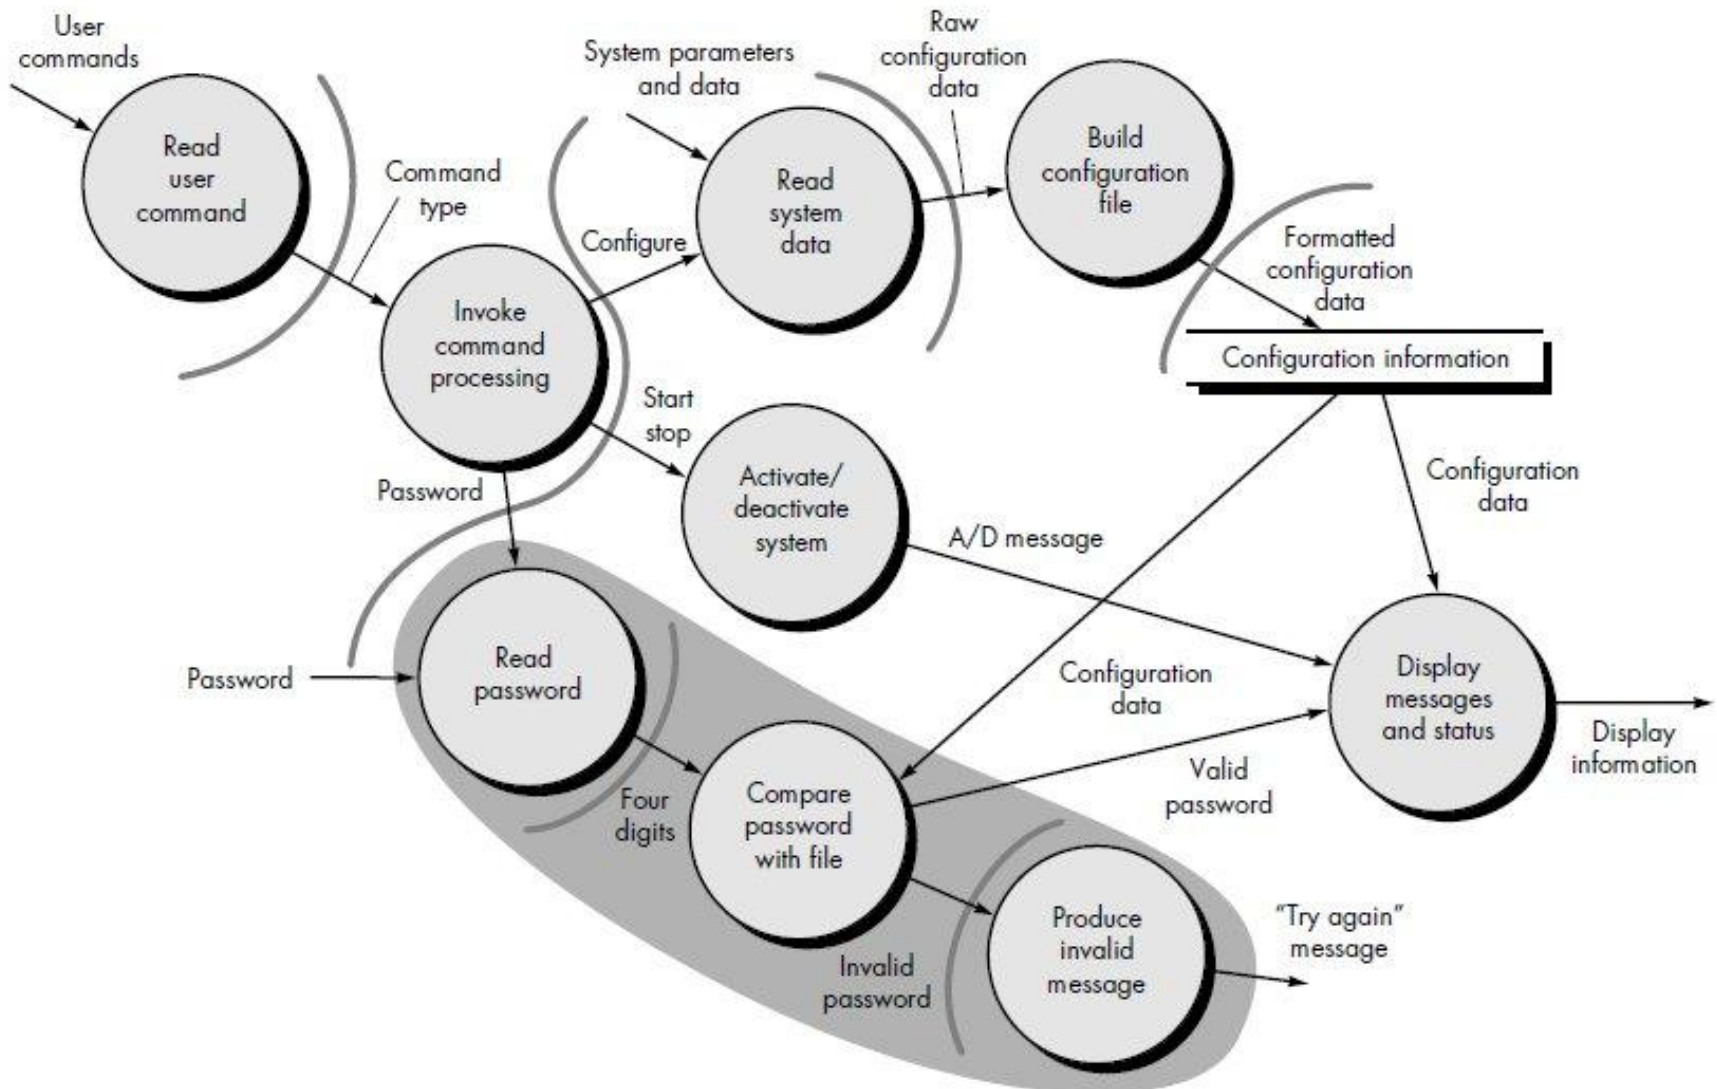 User
commands
Read
user
command
Command
type
Invoke
command
processing
System parameters
and data
Configure
Read
system
data
Raw
configuration
data
Build
configuration
file
Formatted
configuration
data
Configuration information
Start
stop
Activate/
deactivate
system
A/D message
Configuration
data
Password
Password
Read
password
Four
digits
Compare
password
with file
Configuration
data
Valid
password
Display
messages
and status
Display
information
Invalid
password
Produce
invalid
message
“Try again”
message